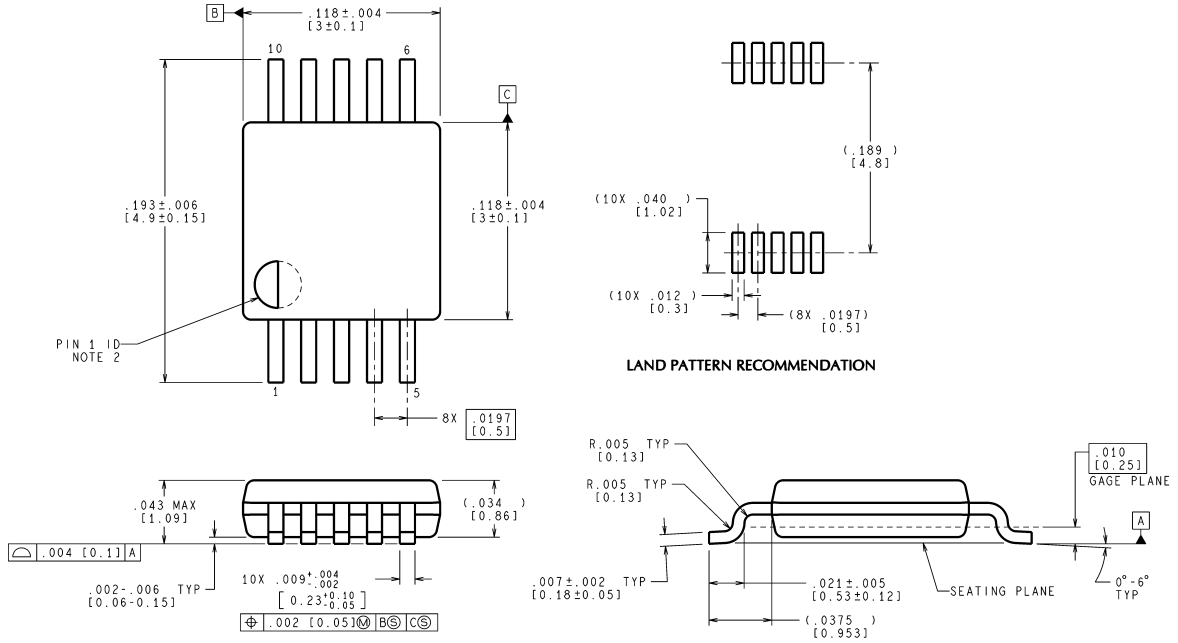 B
.118±.004
[3±0.1]
10
6
C
.193±.006
[4.9±0.15]
.118±.004
[3±0.1]
PIN 1 ID
NOTE 2
1
5
8X .0197
[0.5]
(.189 )
[4.8]
(10X .040 )
[1.02]
(10X .012 )
[0.3]
(8X .0197)
[0.5]
LAND PATTERN RECOMMENDATION
.043 MAX
[1.09]
(.034 )
[0.86]
⌓ .004 [0.1] A
.002-.006 TYP
[0.06-0.15]
10X .009 +.004 -.002
[ 0.23 +0.10 -0.05 ]
⌖ .002 [0.05]Ⓜ BⓈ CⓈ
R.005 TYP
[0.13]
R.005 TYP
[0.13]
.010
[0.25]
GAGE PLANE
A
.007±.002 TYP
[0.18±0.05]
.021±.005
[0.53±0.12]
(.0375 )
[0.953]
SEATING PLANE
0°-6°
TYP